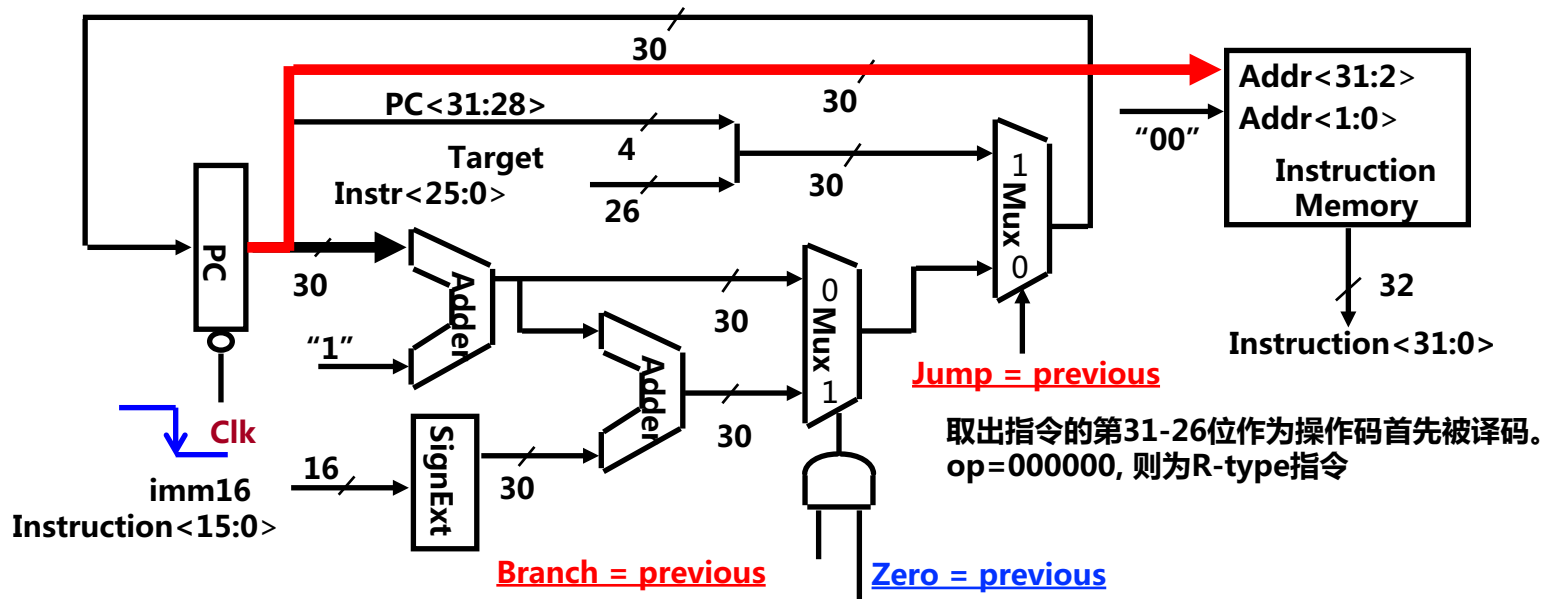 30
30
PC<31:28>
4
Target
Instr<25:0>
26
30
Addr<31:2>
Addr<1:0>
“00”
Instruction
Memory
1
Mux
0
PC
30
Adder
“1”
30
0
Mux
1
Adder
30
32
Instruction<31:0>
Jump = previous
Clk
取出指令的第31-26位作为操作码首先被译码。
op=000000, 则为R-type指令
16
imm16
Instruction<15:0>
SignExt
30
Branch = previous
Zero = previous